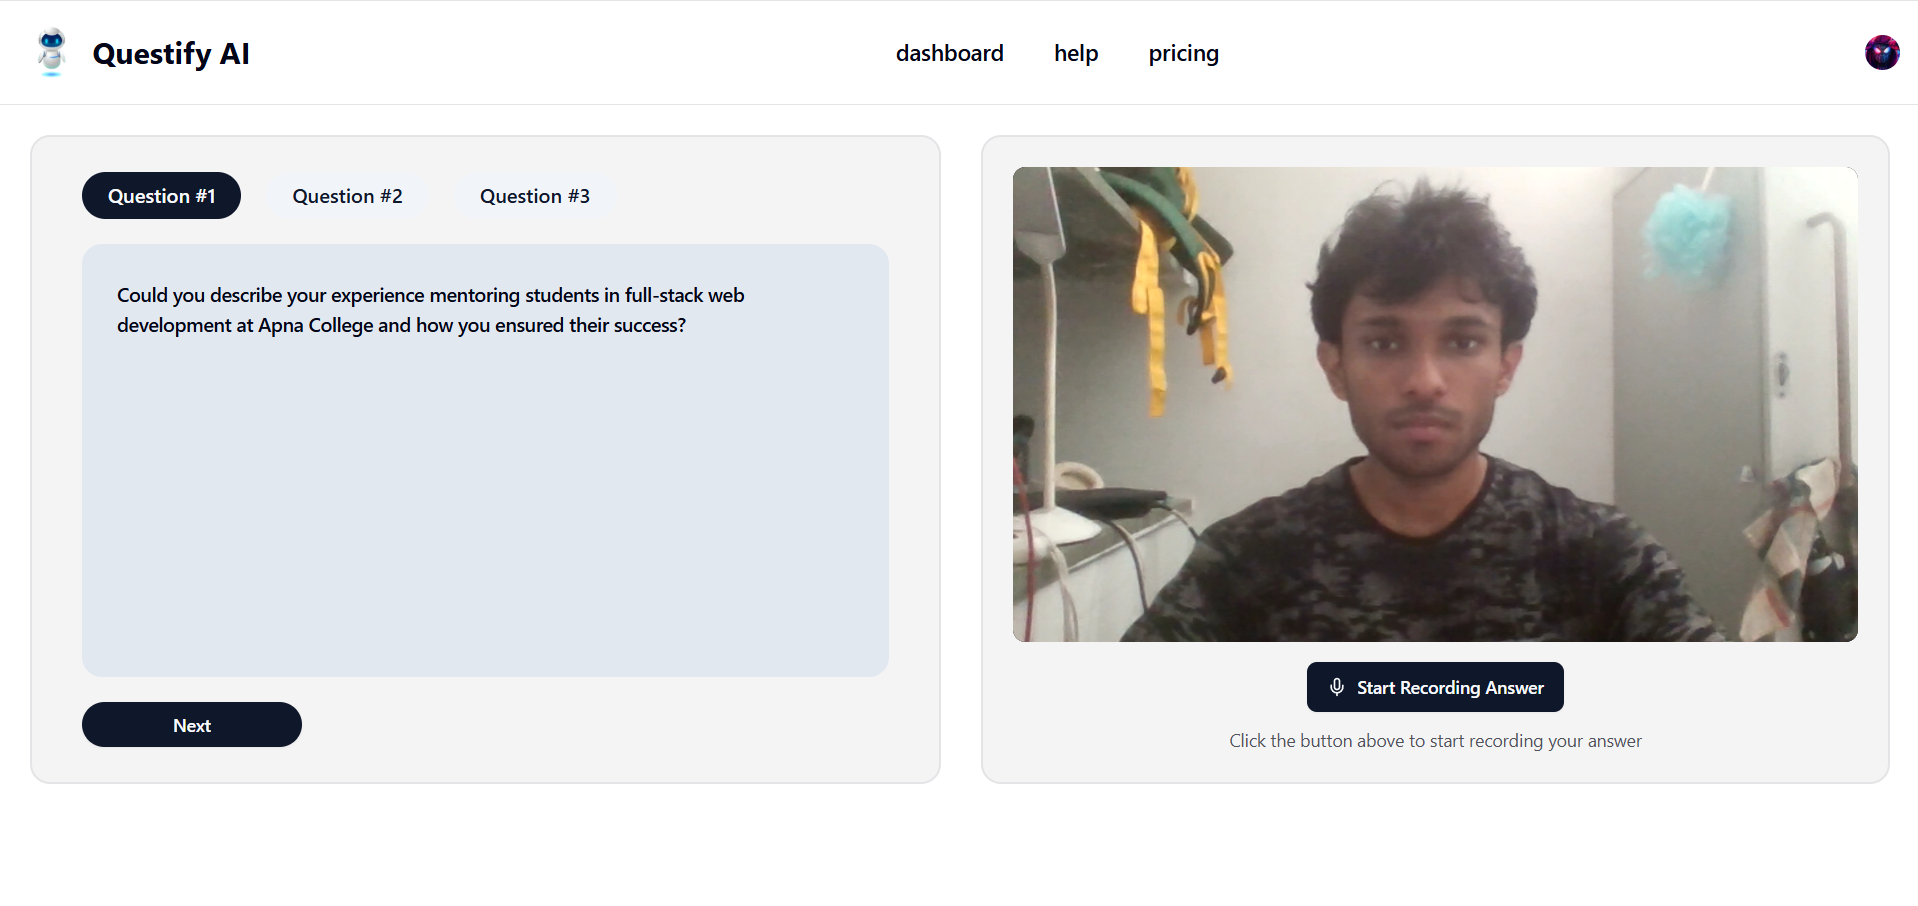 Questify AI
dashboard
help
pricing
Question #1
Question #2
Question #3
Could you describe your experience mentoring students in full-stack web
development at Apna College and how you ensured their success?
Next
Start Recording Answer
Click the button above to start recording your answer